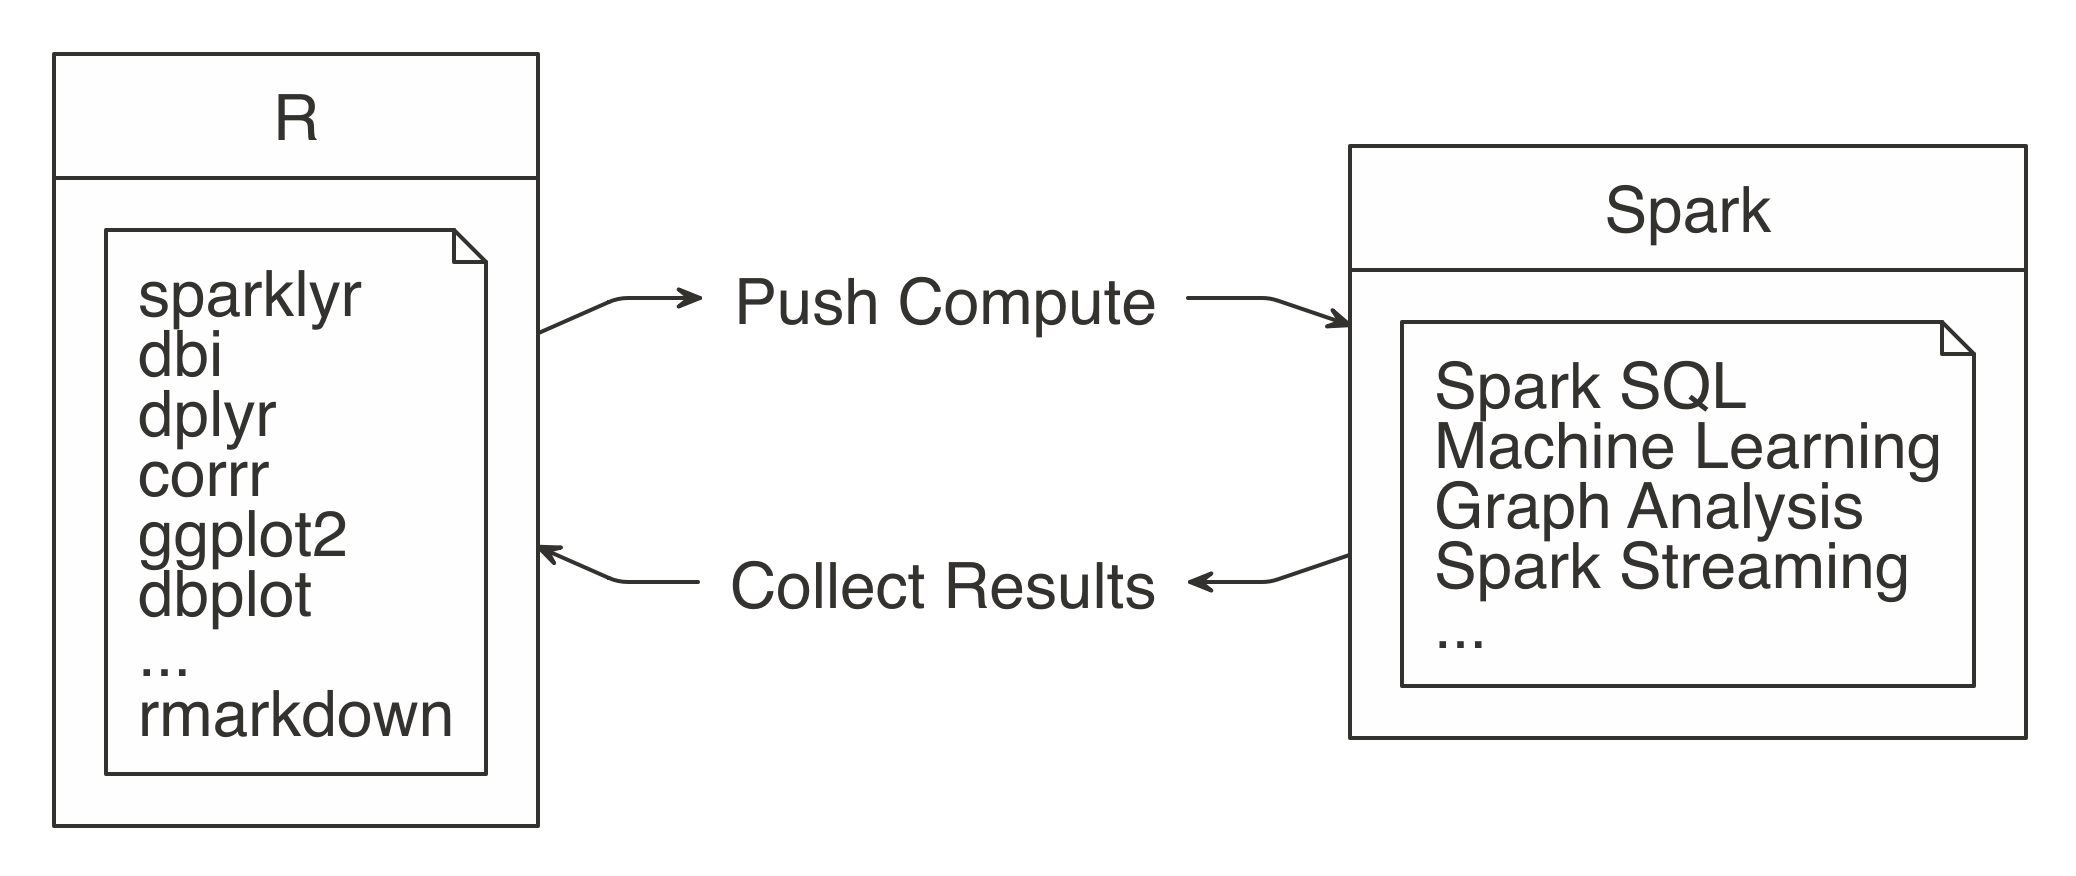 R
sparklyr
dbi
dplyr
corrr
ggplot2
dbplot
...
rmarkdown
Push Compute
Collect Results
Spark
Spark SQL
Machine Learning
Graph Analysis
Spark Streaming
...